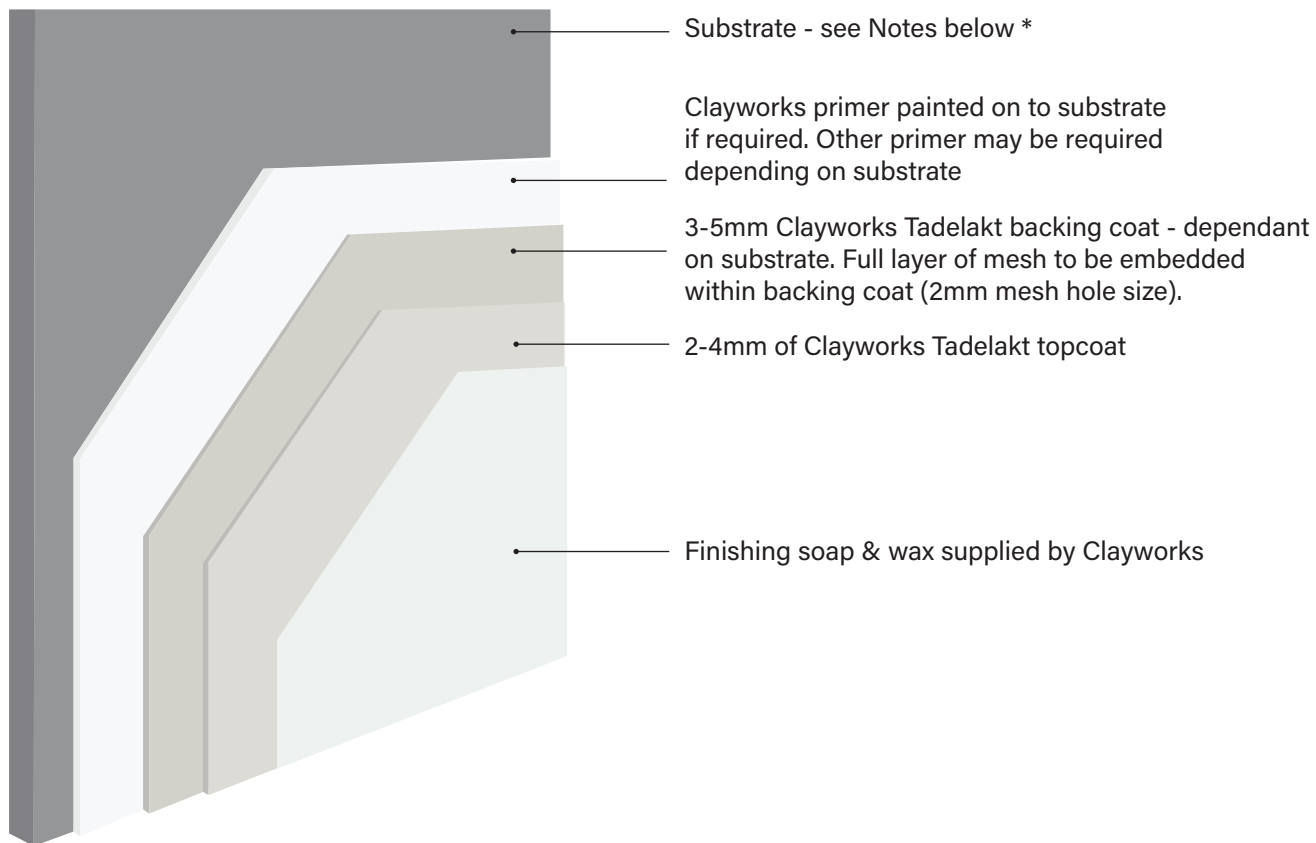 Substrate - see Notes below *
Clayworks primer painted on to substrate
if required. Other primer may be required
depending on substrate
3-5mm Clayworks Tadelakt backing coat - dependant
on substrate. Full layer of mesh to be embedded
within backing coat (2mm mesh hole size).
2-4mm of Clayworks Tadelakt topcoat
Finishing soap & wax supplied by Clayworks